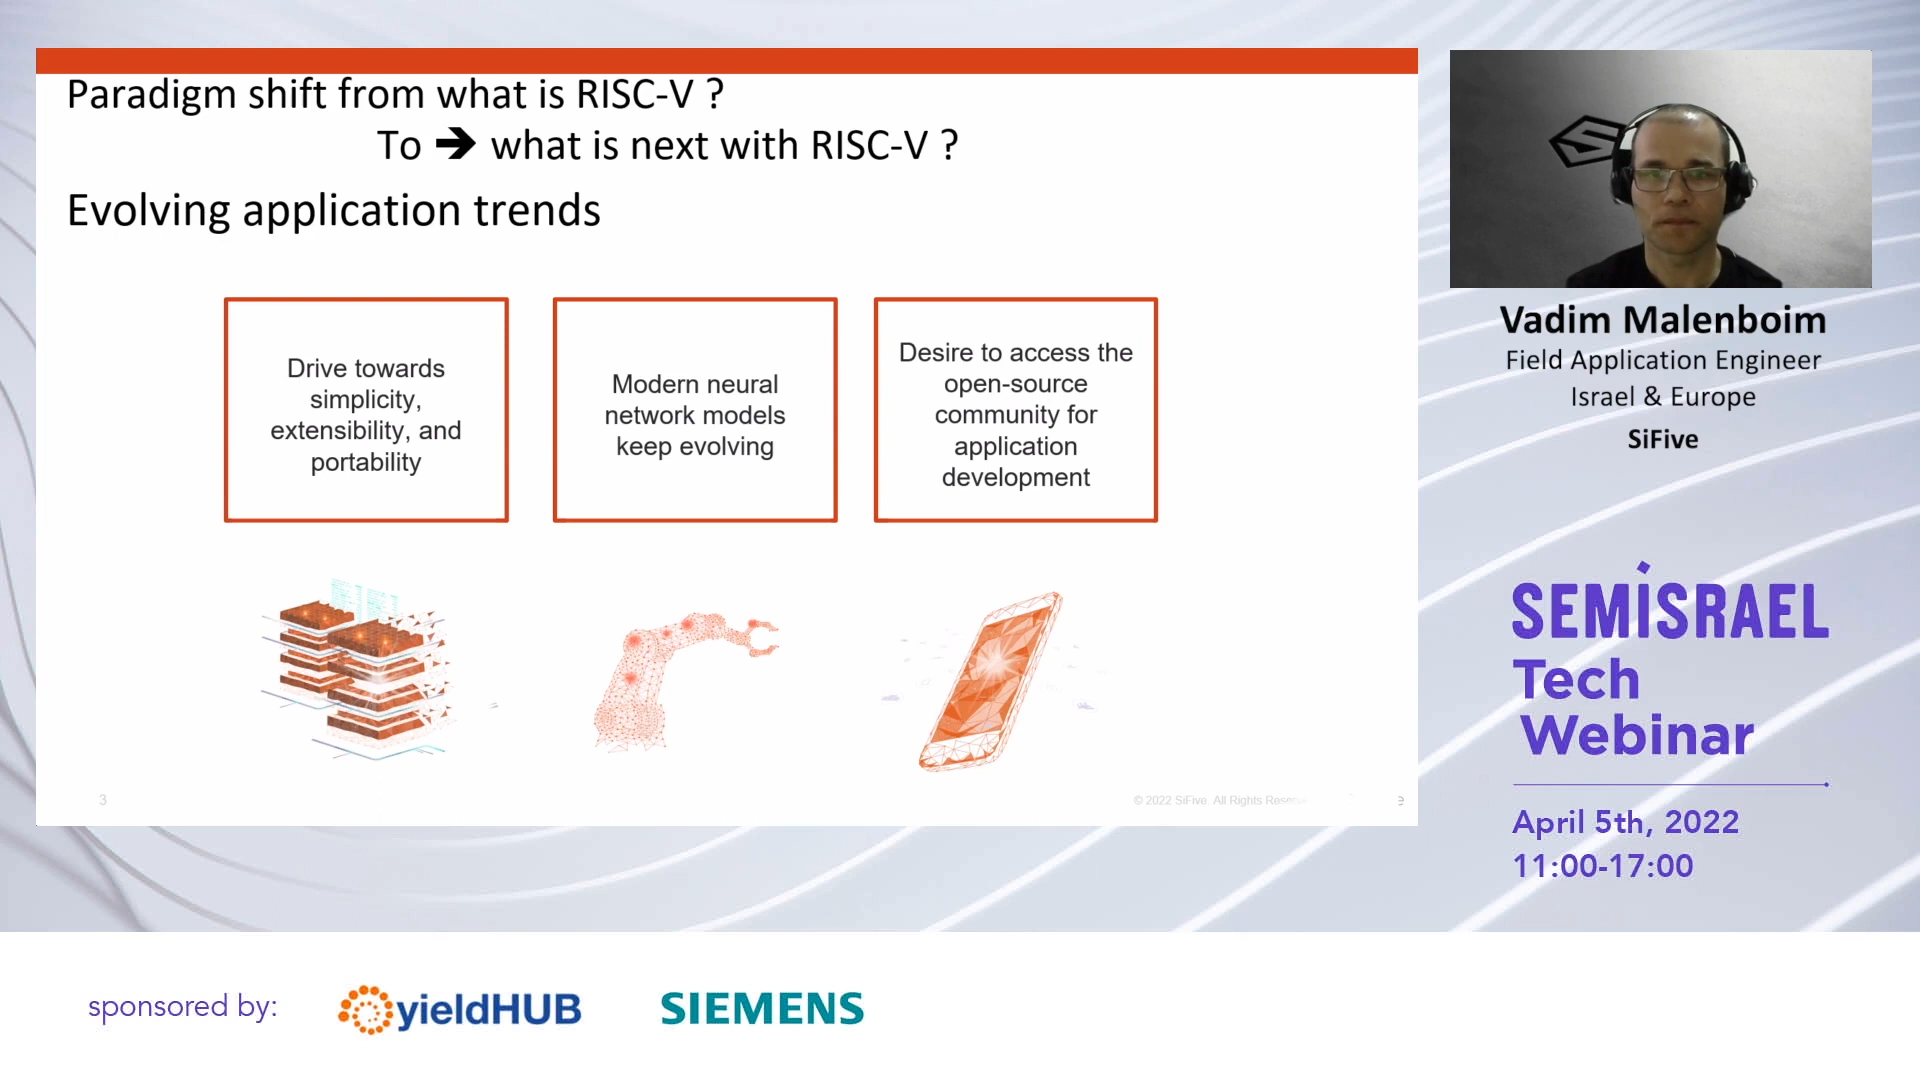 Paradigm shift from what is RISC-V ?
To ➔ what is next with RISC-V ?
Evolving application trends
Drive towards
simplicity,
extensibility, and
portability
Modern neural
network models
keep evolving
Desire to access the
open-source
community for
application
development
3
© 2022 SiFive. All Rights
Vadim Malenboim
Field Application Engineer
Israel & Europe
SiFive
SEMISRAEL
Tech
Webinar
April 5th, 2022
11:00-17:00
sponsored by:
yieldHUB
SIEMENS